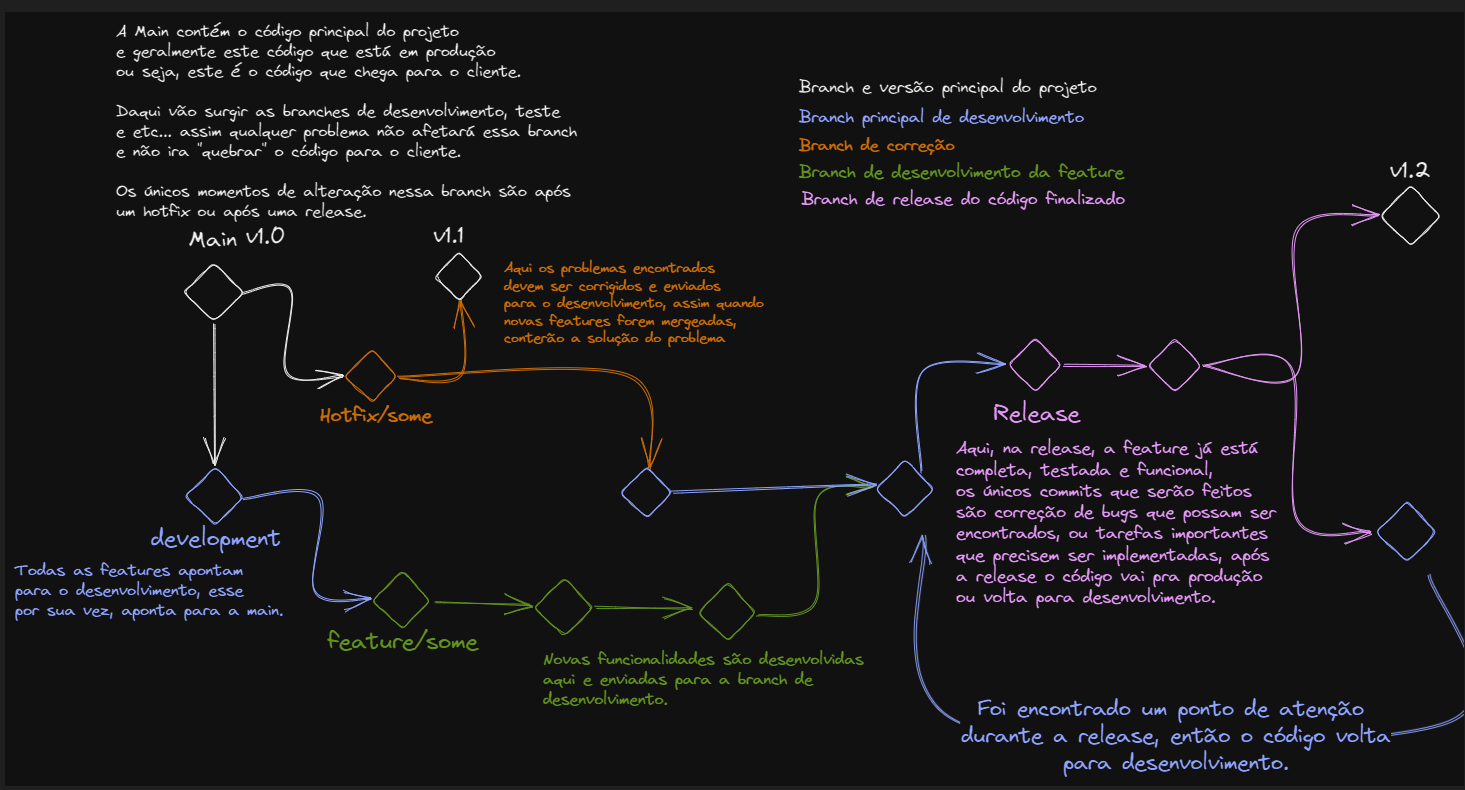 A Main contém o código principal do projeto
e geralmente este código que está em produção
ou seja, este é o código que chega para o cliente.
Daqui vão surgir as branches de desenvolvimento, teste
e etc... assim qualquer problema não afetará essa branch
e não ira "quebrar" o código para o cliente.
Os únicos momentos de alteração nessa branch são após
um hotfix ou após uma release.
Branch e versão principal do projeto
Branch principal de desenvolvimento
Branch de correção
Branch de desenvolvimento da feature
Branch de release do código finalizado
v1.2
Main v1.0
v1.1
Aqui os problemas encontrados
devem ser corrigidos e enviados
para o desenvolvimento, assim quando
novas features forem mergeadas,
conterão a solução do problema
Hotfix/some
Release
Aqui, na release, a feature já está
completa, testada e funcional,
os únicos commits que serão feitos
são correção de bugs que possam ser
encontrados, ou tarefas importantes
que precisem ser implementadas, após
a release o código vai pra produção
ou volta para desenvolvimento.
development
Todas as features apontam
para o desenvolvimento, esse
por sua vez, aponta para a main.
feature/some
Novas funcionalidades são desenvolvidas
aqui e enviadas para a branch de
desenvolvimento.
Foi encontrado um ponto de atenção
durante a release, então o código volta
para desenvolvimento.